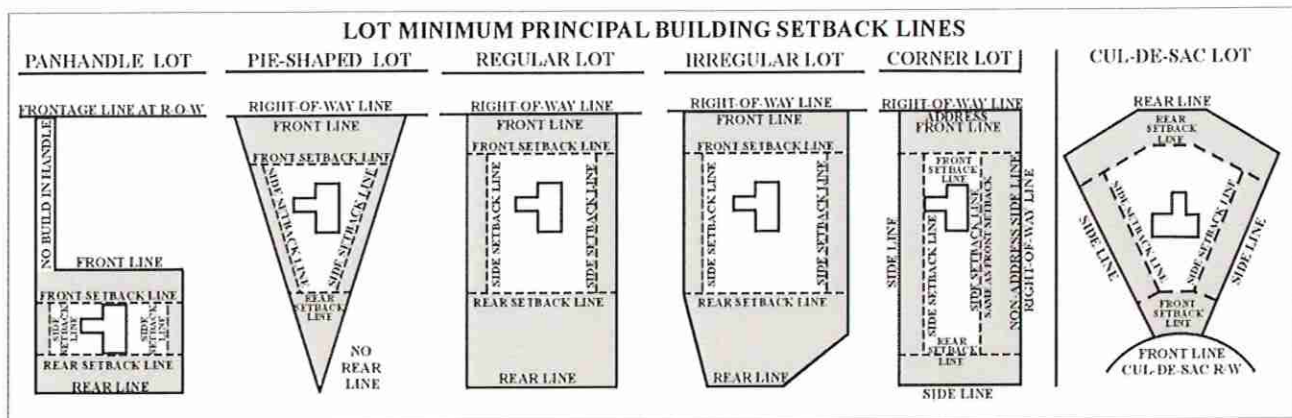 LOT MINIMUM PRINCIPAL BUILDING SETBACK LINES
PANHANDLE LOT
FRONTAGE LINE AT R-O-W
NO BUILD IN HANDLE
FRONT LINE
FRONT SETBACK LINE
SIDE
SETBACK
LINE
SIDE
SETBACK
LINE
REAR SETBACK LINE
REAR LINE
PIE-SHAPED LOT
RIGHT-OF-WAY LINE
FRONT LINE
FRONT SETBACK LINE
SIDE SETBACK LINE
SIDE SETBACK LINE
REAR
SETBACK
LINE
NO
REAR
LINE
REGULAR LOT
RIGHT-OF-WAY LINE
FRONT LINE
FRONT SETBACK LINE
SIDE SETBACK LINE
SIDE SETBACK LINE
REAR SETBACK LINE
REAR LINE
IRREGULAR LOT
RIGHT-OF-WAY LINE
FRONT LINE
FRONT SETBACK LINE
SIDE SETBACK LINE
SIDE SETBACK LINE
REAR SETBACK LINE
REAR LINE
CORNER LOT
RIGHT-OF-WAY LINE
ADDRESS
FRONT LINE
FRONT
SETBACK
LINE
SIDE LINE
SIDE SETBACK LINE
SIDE SETBACK LINE
SAME AS FRONT SETBACK
NON-ADDRESS SIDE LINE
RIGHT-OF-WAY LINE
REAR
SETBACK
LINE
SIDE LINE
CUL-DE-SAC LOT
REAR LINE
REAR
SETBACK
LINE
SIDE SETBACK LINE
SIDE SETBACK LINE
SIDE LINE
SIDE LINE
FRONT
SETBACK
LINE
FRONT LINE
CUL-DE-SAC R-W